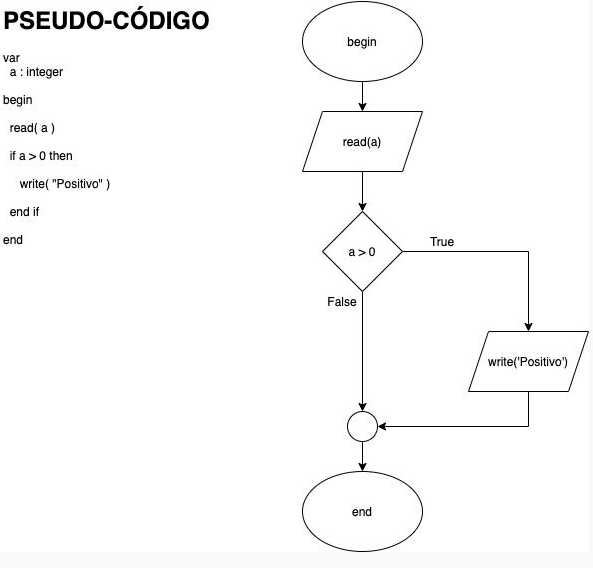 PSEUDO-CÓDIGO
var
a : integer
begin
read( a )
if a > 0 then
write( "Positivo" )
end if
end
begin
read(a)
a > 0
True
False
write('Positivo')
end